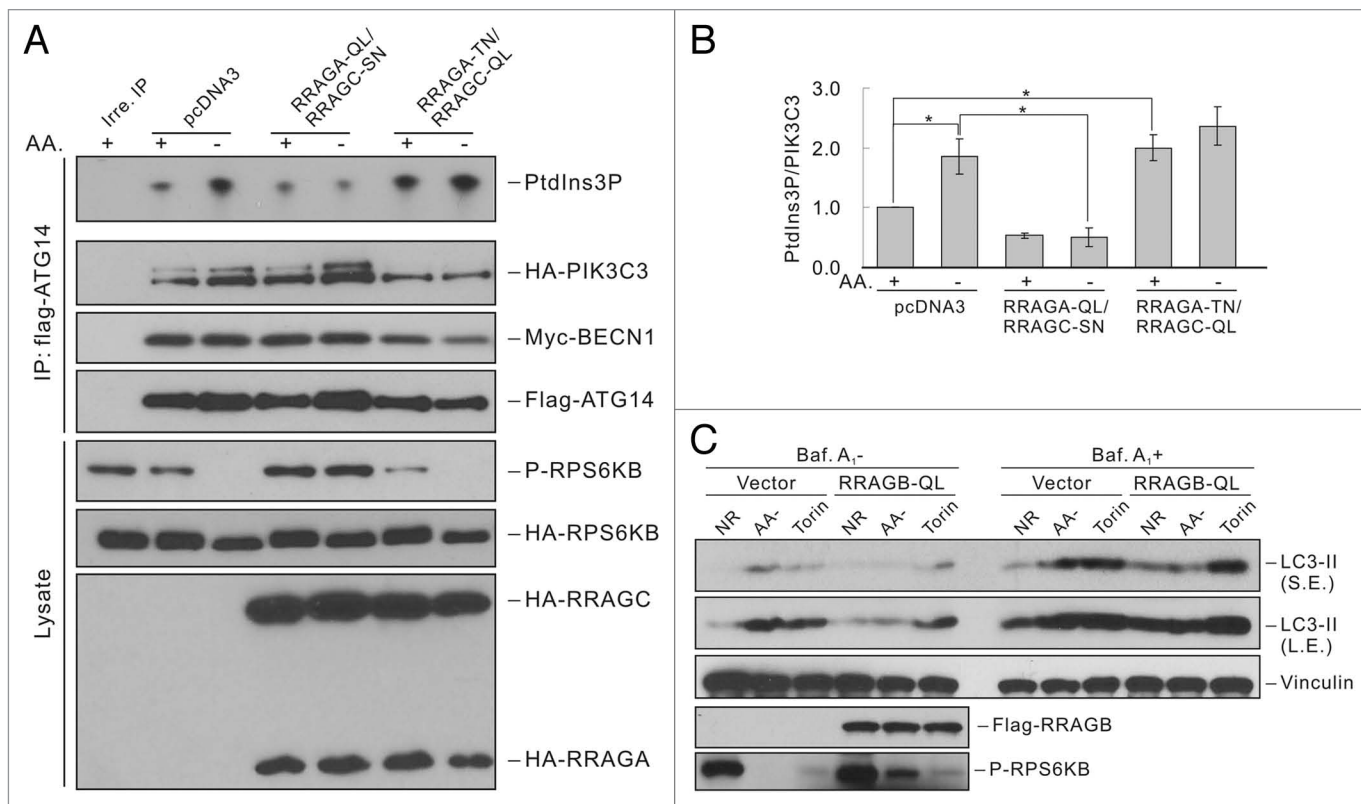 A
Irre. IP
pcDNA3
RRAGA-QL/
RRAGC-SN
RRAGA-TN/
RRAGC-QL
AA. + + - + - + -
IP: flag-ATG14
PtdIns3P
HA-PIK3C3
Myc-BECN1
Flag-ATG14
Lysate
P-RPS6KB
HA-RPS6KB
HA-RRAGC
HA-RRAGA
B
PtdIns3P/PIK3C3
3.0
2.0
1.0
0.0
* * *
AA. + - + - + -
pcDNA3
RRAGA-QL/
RRAGC-SN
RRAGA-TN/
RRAGC-QL
C
Baf. A₁- Baf. A₁+
Vector RRAGB-QL Vector RRAGB-QL
NR AA- Torin NR AA- Torin NR AA- Torin NR AA- Torin
LC3-II
(S.E.)
LC3-II
(L.E.)
Vinculin
Flag-RRAGB
P-RPS6KB